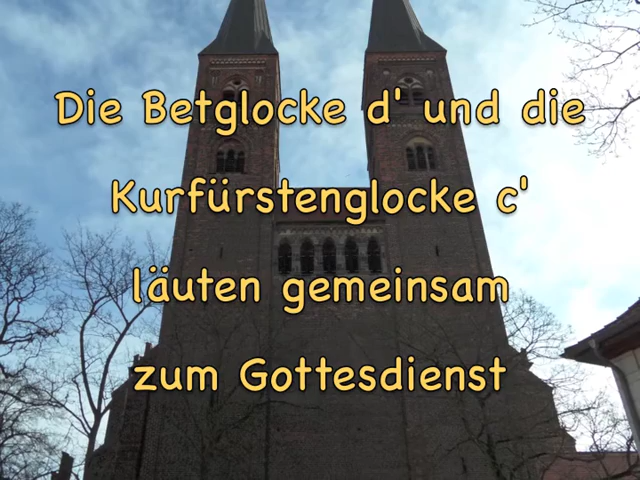 Die Betglocke d' und die
Kurfürstenglocke c'
läuten gemeinsam
zum Gottesdienst